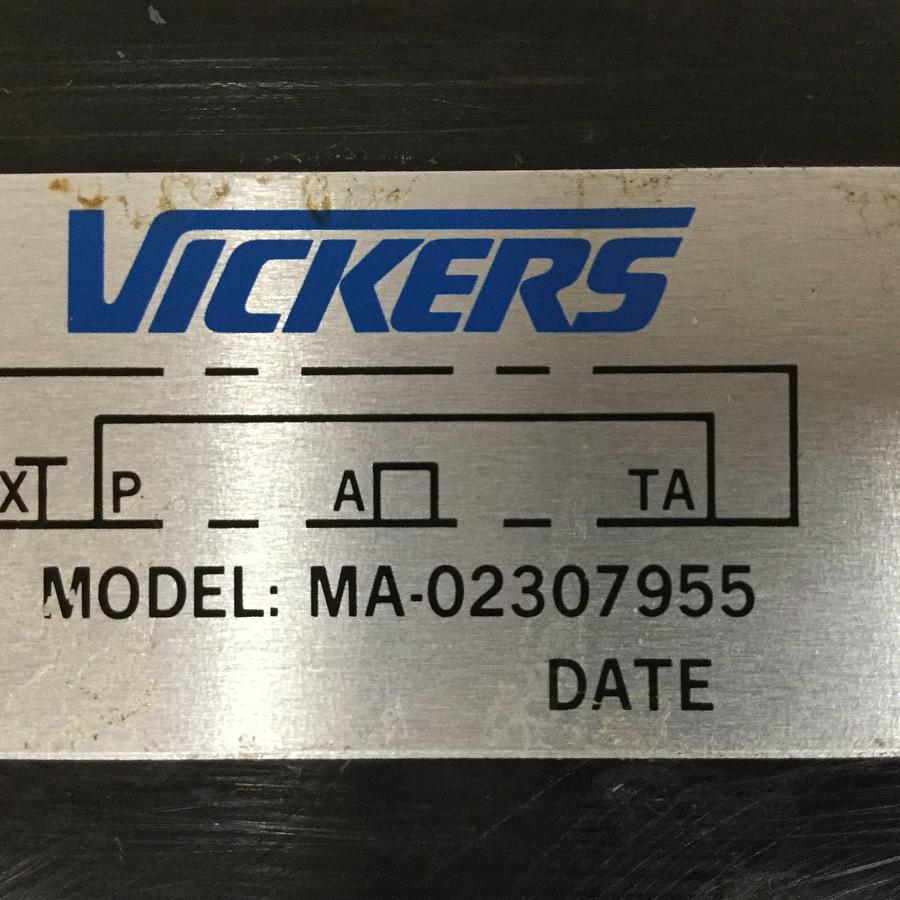 VICKERS
X P A TA
MODEL: MA-02307955
DATE